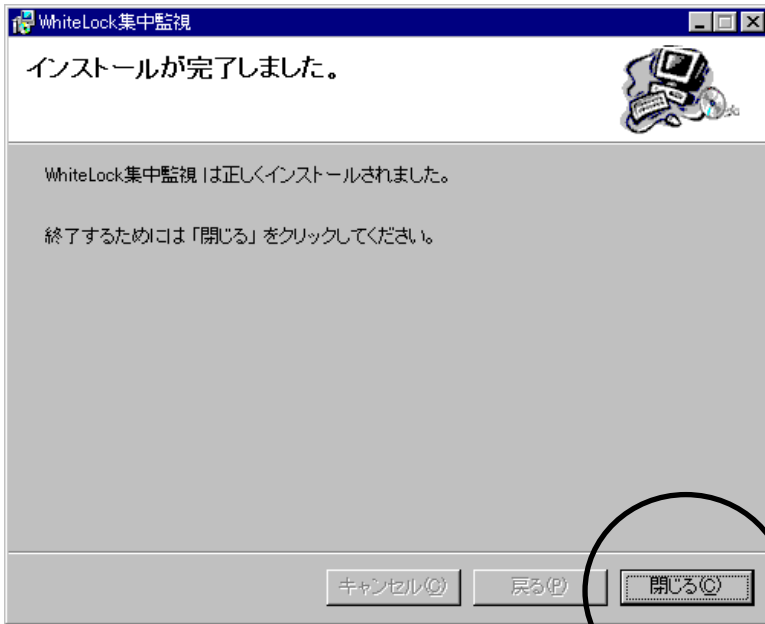 WhiteLock集中監視
インストールが完了しました。
WhiteLock集中監視 は正しくインストールされました。
終了するためには「閉じる」をクリックしてください。
キャンセル(C) 戻る(P) 閉じる(C)